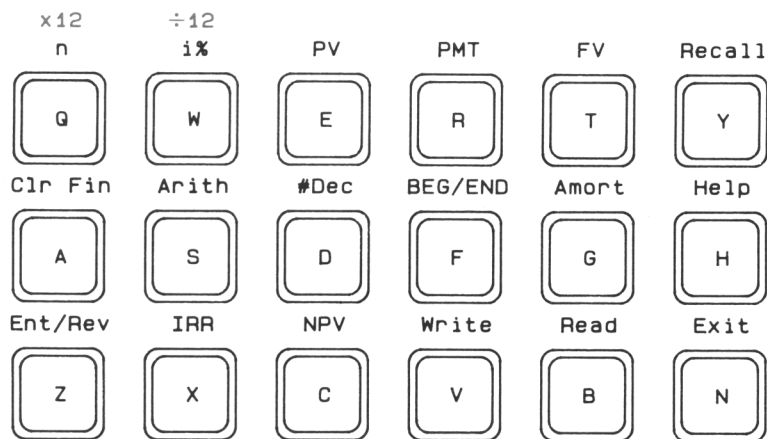 x12 ÷12
n i% PV PMT FV Recall
Q W E R T Y
Clr Fin Arith #Dec BEG/END Amort Help
A S D F G H
Ent/Rev IRR NPV Write Read Exit
Z X C V B N